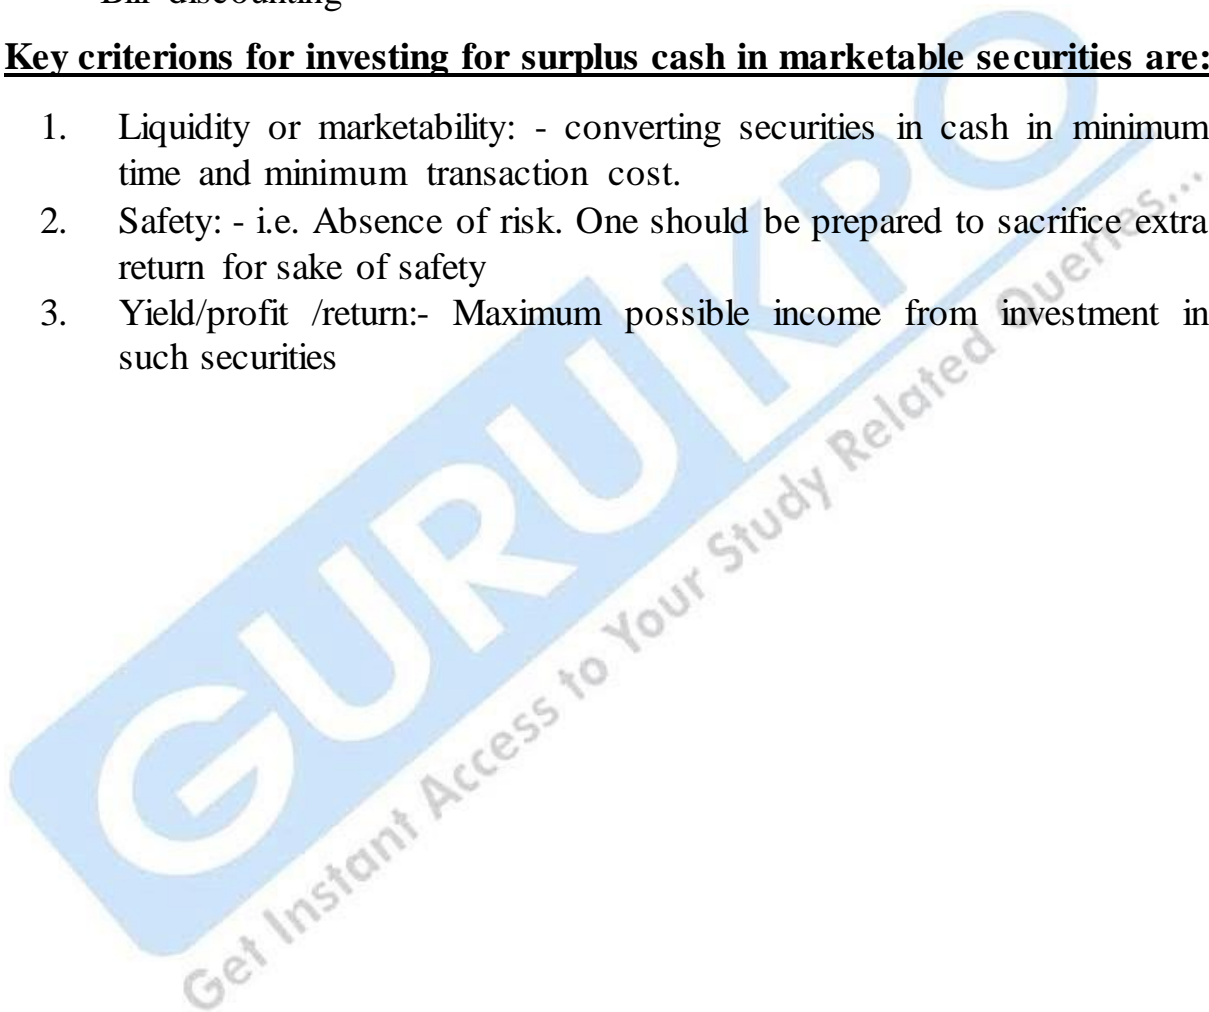 Bill discounting
Key criterions for investing for surplus cash in marketable securities are:
1. Liquidity or marketability: - converting securities in cash in minimum
time and minimum transaction cost.
2. Safety: - i.e. Absence of risk. One should be prepared to sacrifice extra
return for sake of safety
3. Yield/profit /return:- Maximum possible income from investment in
such securities
GURUKPO
Get Instant Access to Your Study Related Queries...